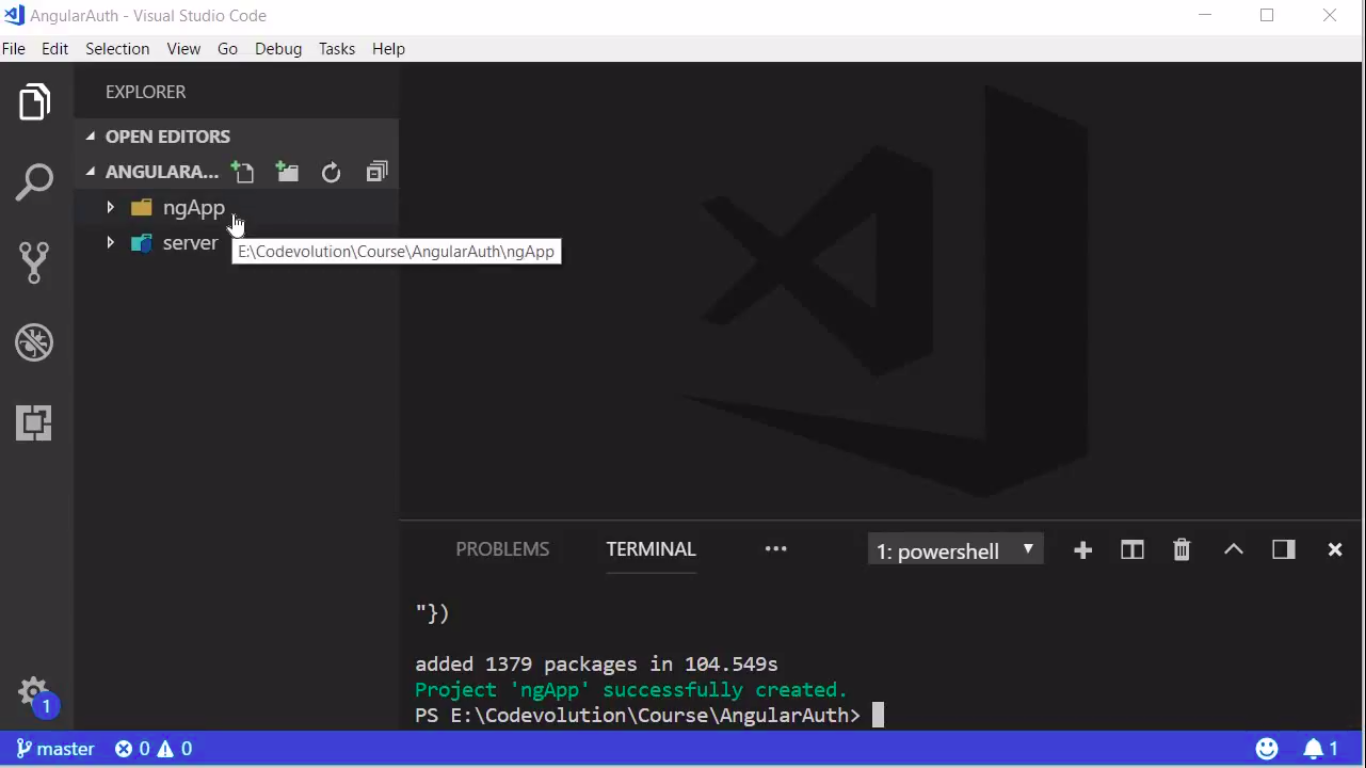 AngularAuth - Visual Studio Code
File Edit Selection View Go Debug Tasks Help
EXPLORER
OPEN EDITORS
ANGULARA...
ngApp
server
E:\Codevolution\Course\AngularAuth\ngApp
PROBLEMS TERMINAL ••• 1: powershell
"})
added 1379 packages in 104.549s
Project 'ngApp' successfully created.
PS E:\Codevolution\Course\AngularAuth>
1
master 0 0 1